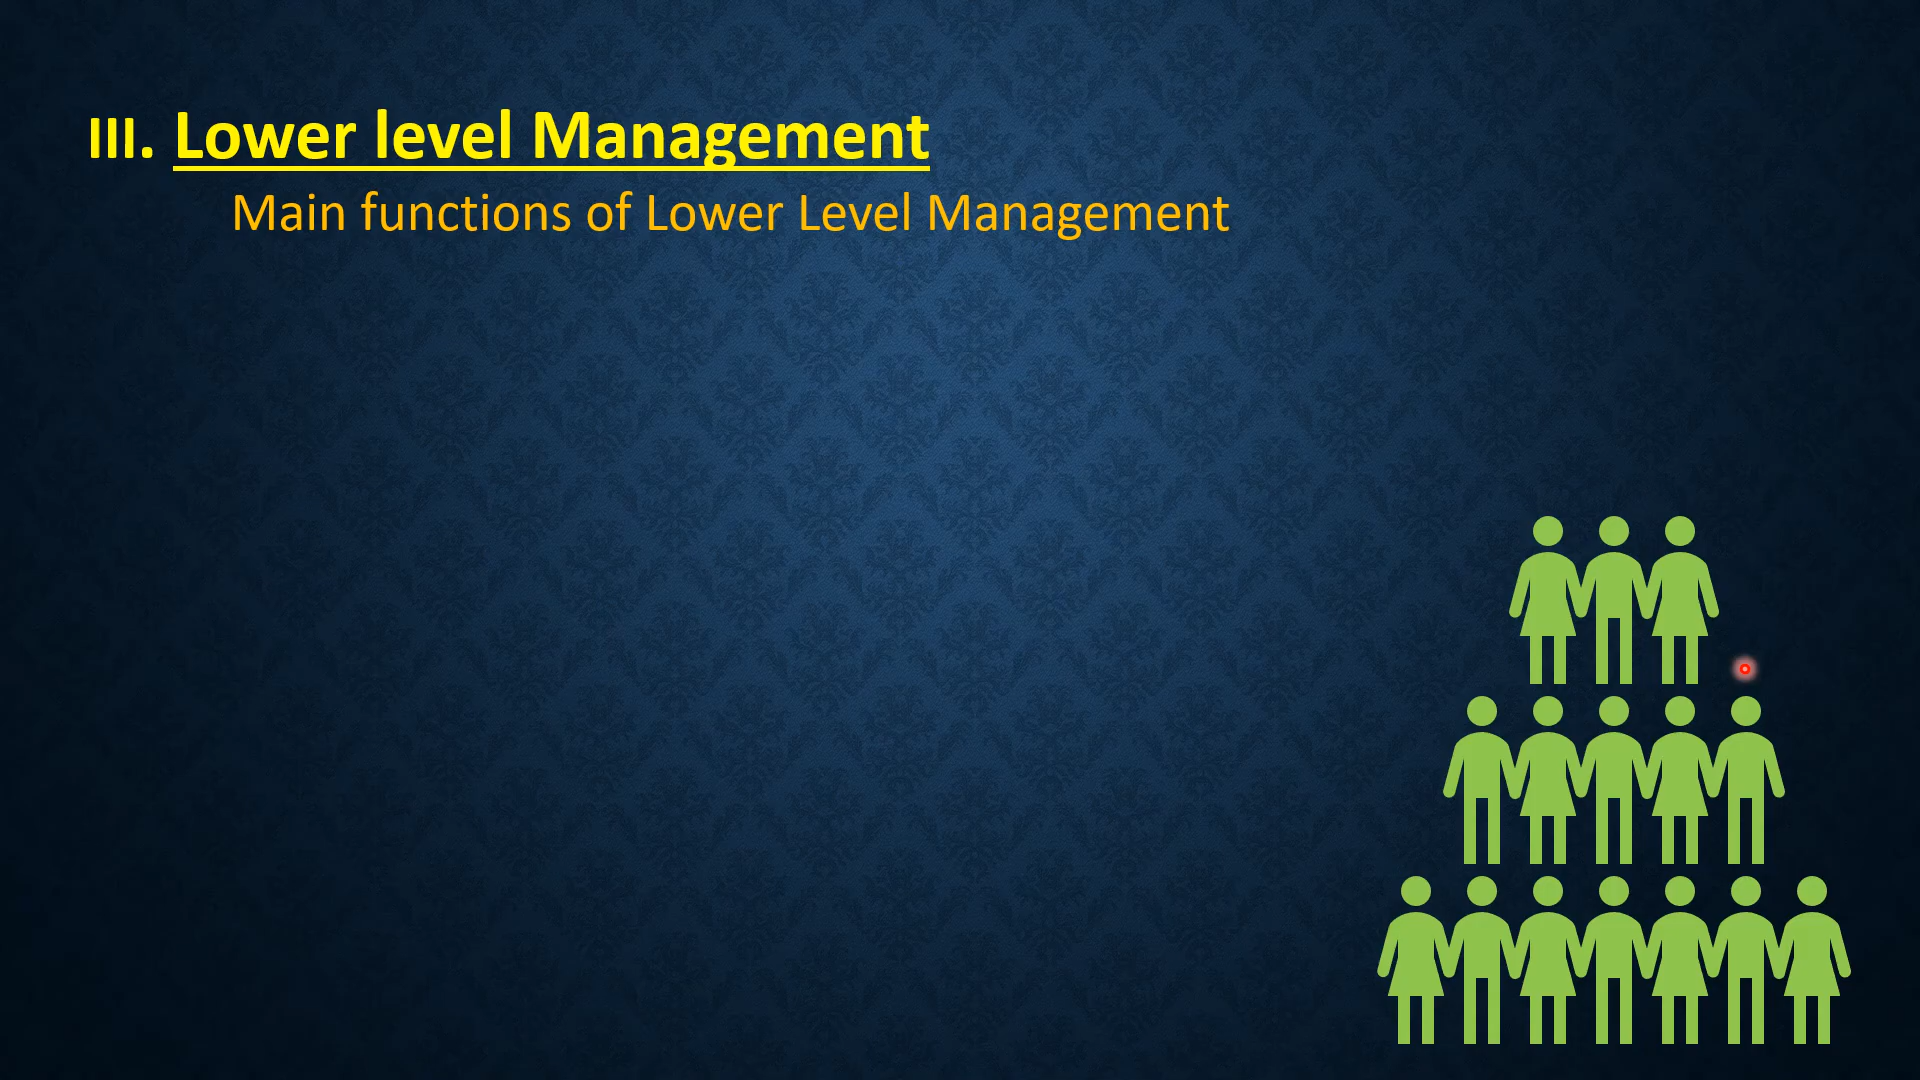 III. Lower level Management
Main functions of Lower Level Management